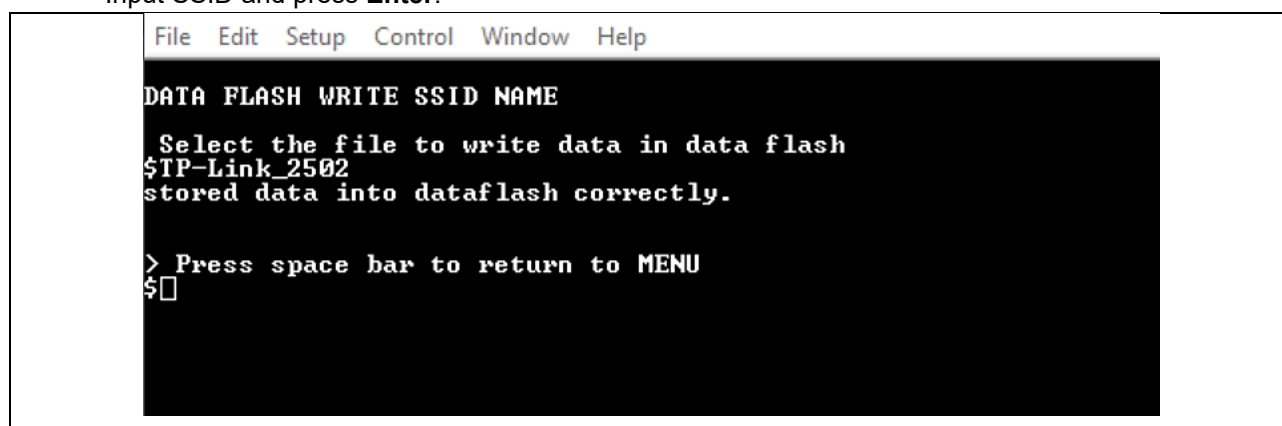 Input SSID and press Enter.
File Edit Setup Control Window Help
DATA FLASH WRITE SSID NAME
Select the file to write data in data flash
$TP-Link_2502
stored data into dataflash correctly.
> Press space bar to return to MENU
$